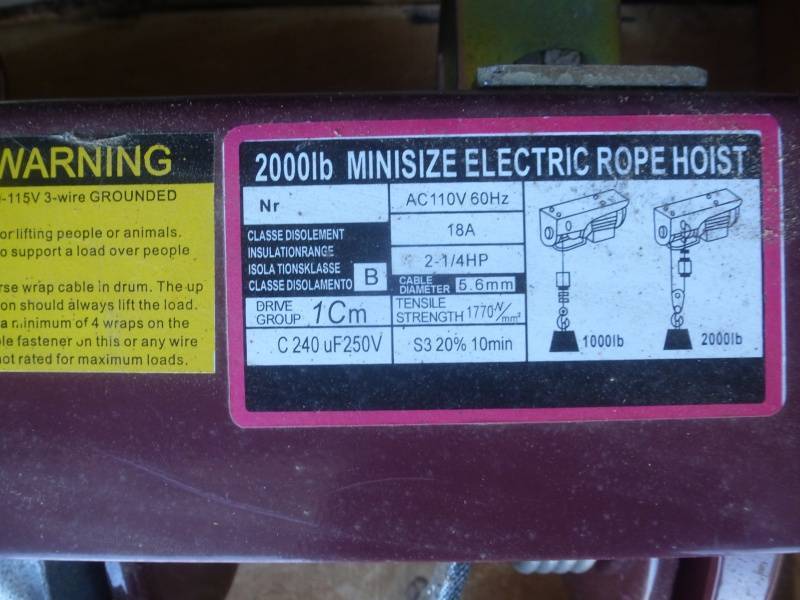 WARNING
-115V 3-wire GROUNDED
or lifting people or animals.
o support a load over people
rse wrap cable in drum. The up
on should always lift the load.
a minimum of 4 wraps on the
le fastener on this or any wire
not rated for maximum loads.
2000lb MINISIZE ELECTRIC ROPE HOIST
Nr
AC110V 60Hz
18A
2-1/4HP
CLASSE DISOLEMENT
INSULATIONRANGE
ISOLATIONSKLASSE
CLASSE DISOLAMENTO B
CABLE DIAMETER 5.6mm
DRIVE GROUP 1Cm
TENSILE STRENGTH 1770N/mm²
C 240 uF250V
S3 20% 10min
1000lb
2000lb